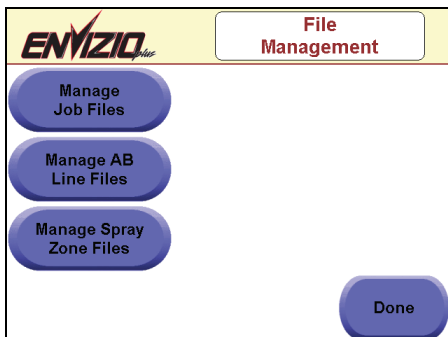 ENVIZIO plus
File
Management
Manage
Job Files
Manage AB
Line Files
Manage Spray
Zone Files
Done